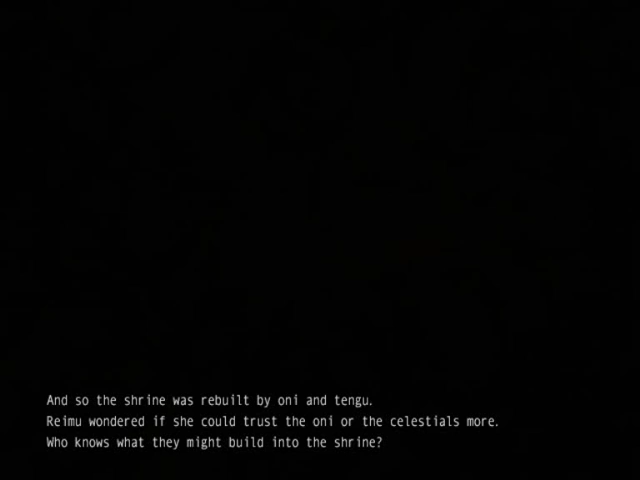 And so the shrine was rebuilt by oni and tengu.
Reimu wondered if she could trust the oni or the celestials more.
Who knows what they might build into the shrine?